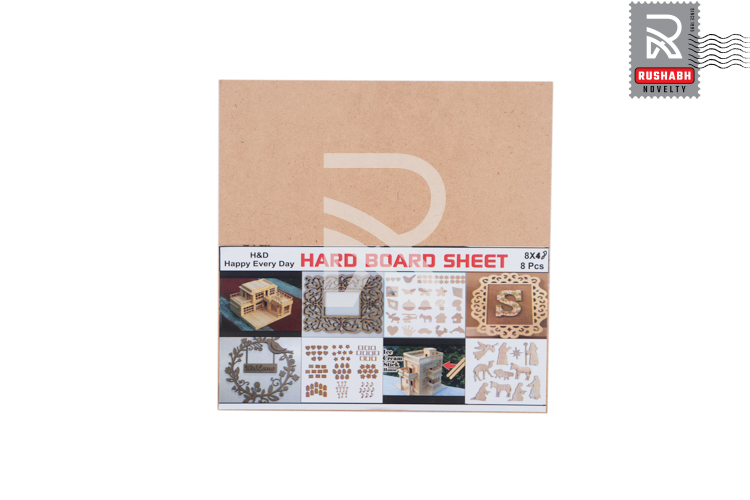 RUSHABH
NOVELTY
H&D
Happy Every Day
HARD BOARD SHEET
8 Pcs
S